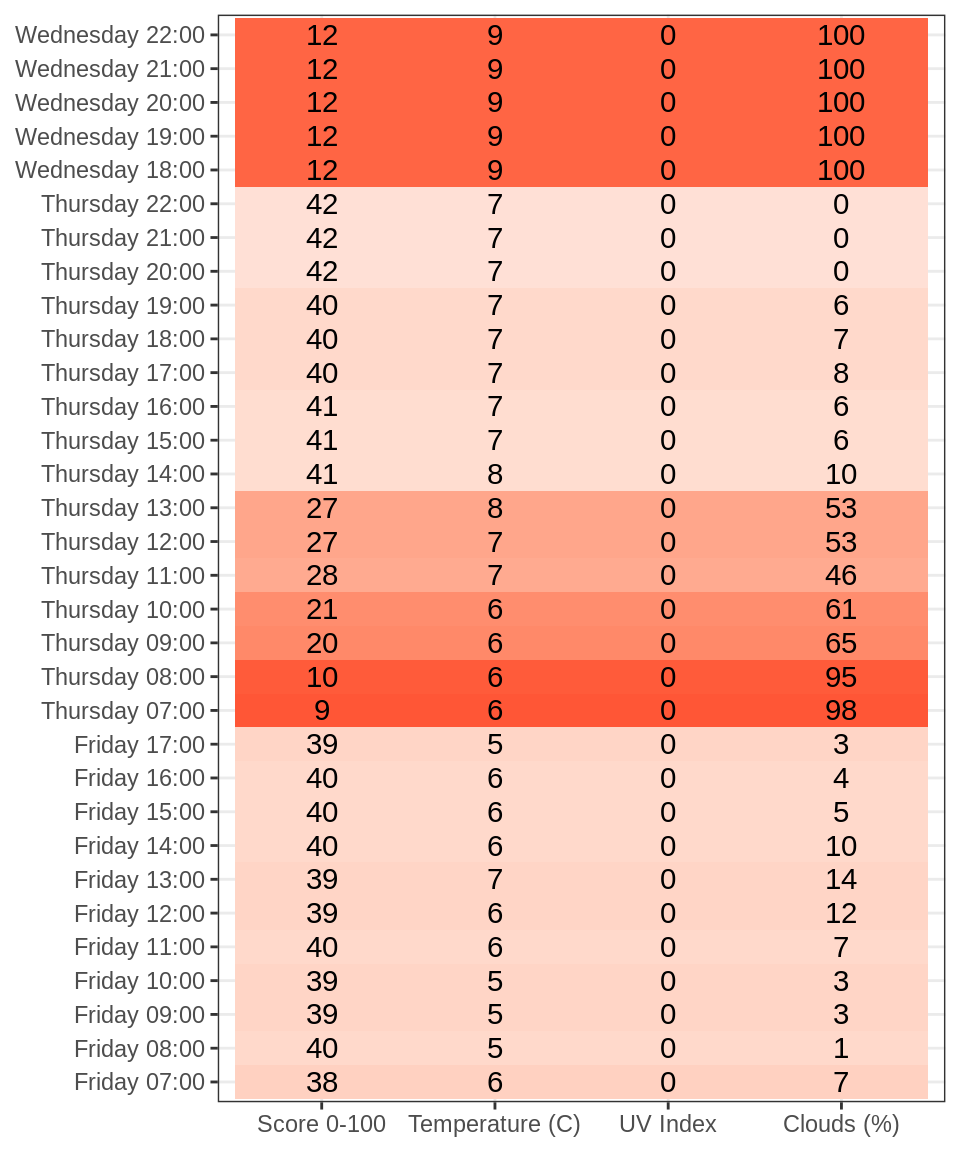 Wednesday 22:00 12 9 0 100
Wednesday 21:00 12 9 0 100
Wednesday 20:00 12 9 0 100
Wednesday 19:00 12 9 0 100
Wednesday 18:00 12 9 0 100
Thursday 22:00 42 7 0 0
Thursday 21:00 42 7 0 0
Thursday 20:00 42 7 0 0
Thursday 19:00 40 7 0 6
Thursday 18:00 40 7 0 7
Thursday 17:00 40 7 0 8
Thursday 16:00 41 7 0 6
Thursday 15:00 41 7 0 6
Thursday 14:00 41 8 0 10
Thursday 13:00 27 8 0 53
Thursday 12:00 27 7 0 53
Thursday 11:00 28 7 0 46
Thursday 10:00 21 6 0 61
Thursday 09:00 20 6 0 65
Thursday 08:00 10 6 0 95
Thursday 07:00 9 6 0 98
Friday 17:00 39 5 0 3
Friday 16:00 40 6 0 4
Friday 15:00 40 6 0 5
Friday 14:00 40 6 0 10
Friday 13:00 39 7 0 14
Friday 12:00 39 6 0 12
Friday 11:00 40 6 0 7
Friday 10:00 39 5 0 3
Friday 09:00 39 5 0 3
Friday 08:00 40 5 0 1
Friday 07:00 38 6 0 7
Score 0-100 Temperature (C) UV Index Clouds (%)